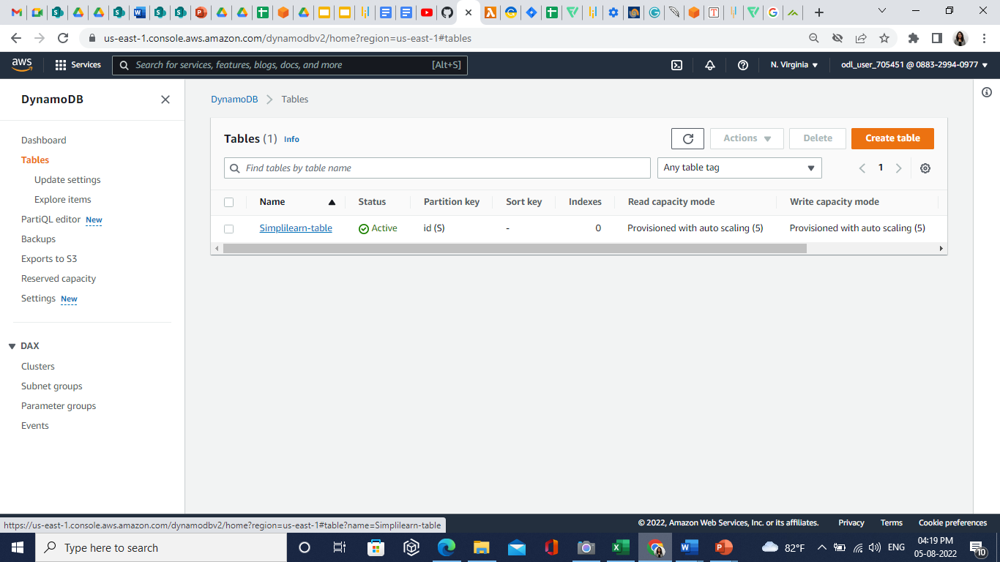 us-east-1.console.aws.amazon.com/dynamodbv2/home?region=us-east-1#tables
aws
Services
Search for services, features, blogs, docs, and more
[Alt+S]
N. Virginia
odl_user_705451 @ 0883-2994-0977
DynamoDB
Dashboard
Tables
Update settings
Explore items
PartiQL editor New
Backups
Exports to S3
Reserved capacity
Settings New
DAX
Clusters
Subnet groups
Parameter groups
Events
DynamoDB
Tables
Tables (1) Info
Actions
Delete
Create table
Find tables by table name
Any table tag
1
Name Status Partition key Sort key Indexes Read capacity mode Write capacity mode
Simplilearn-table Active id (S) - 0 Provisioned with auto scaling (5) Provisioned with auto scaling (5)
https://us-east-1.console.aws.amazon.com/dynamodbv2/home?region=us-east-1#table?name=Simplilearn-table
© 2022, Amazon Web Services, Inc. or its affiliates. Privacy Terms Cookie preferences
Type here to search
82°F
ENG
04:19 PM
05-08-2022
10